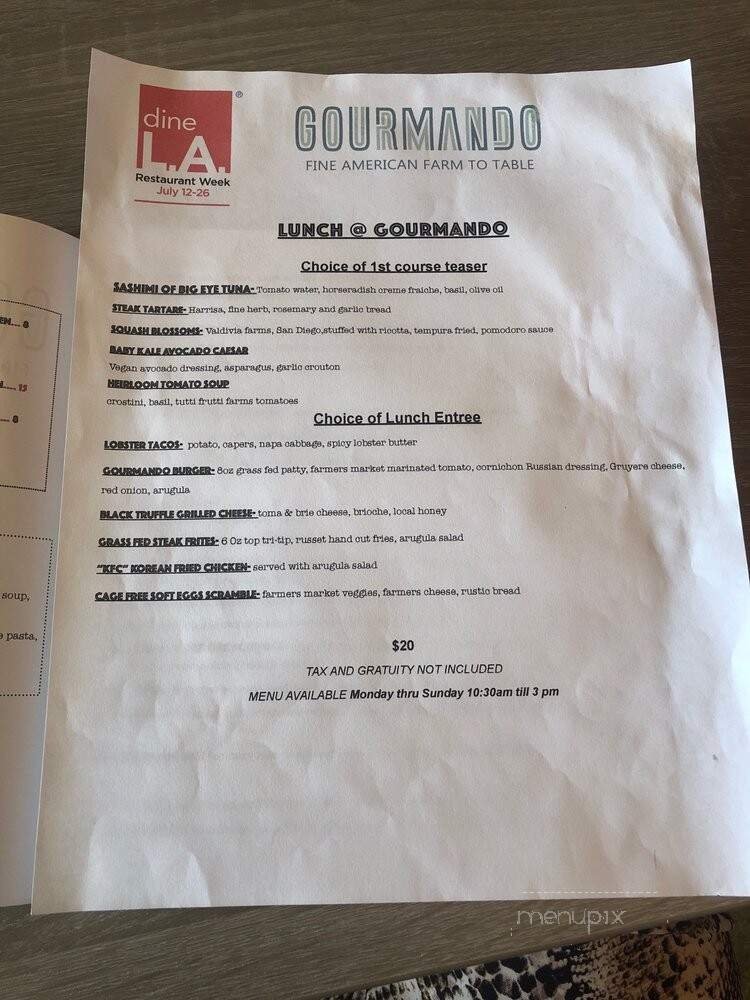 dine
L.A.
®
Restaurant Week
July 12-26
GOURMANDO
FINE AMERICAN FARM TO TABLE
LUNCH @ GOURMANDO
Choice of 1st course teaser
SASHIMI OF BIG EYE TUNA- Tomato water, horseradish creme fraiche, basil, olive oil
STEAK TARTARE- Harrisa, fine herb, rosemary and garlic bread
SQUASH BLOSSOMS- Valdivia farms, San Diego,stuffed with ricotta, tempura fried, pomodoro sauce
BABY KALE AVOCADO CAESAR
Vegan avocado dressing, asparagus, garlic crouton
HEIRLOOM TOMATO SOUP
crostini, basil, tutti frutti farms tomatoes
Choice of Lunch Entree
LOBSTER TACOS- potato, capers, napa cabbage, spicy lobster butter
GOURMANDO BURGER- 8oz grass fed patty, farmers market marinated tomato, cornichon Russian dressing, Gruyere cheese,
red onion, arugula
BLACK TRUFFLE GRILLED CHEESE- toma & brie cheese, brioche, local honey
GRASS FED STEAK FRITES- 6 Oz top tri-tip, russet hand cut fries, arugula salad
"KFC" KOREAN FRIED CHICKEN- served with arugula salad
CAGE FREE SOFT EGGS SCRAMBLE- farmers market veggies, farmers cheese, rustic bread
$20
TAX AND GRATUITY NOT INCLUDED
MENU AVAILABLE Monday thru Sunday 10:30am till 3 pm
8
15
8
soup,
pasta,
menupix